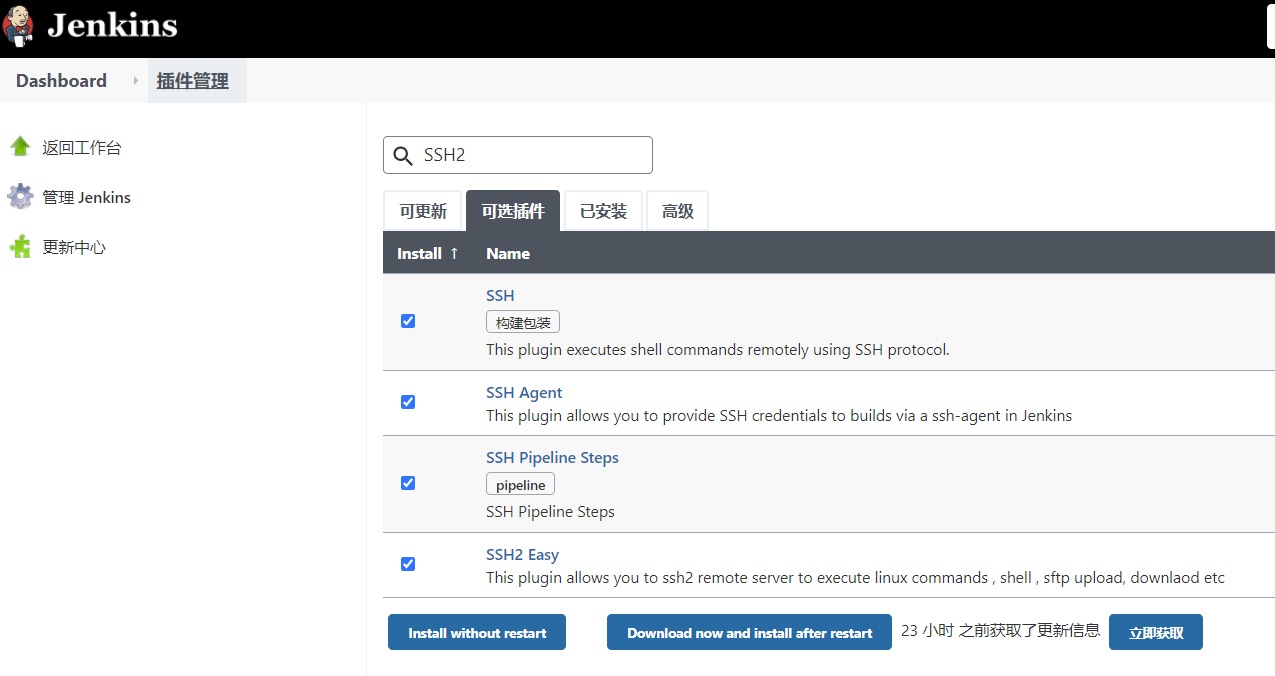 Jenkins
Dashboard
插件管理
返回工作台
管理 Jenkins
更新中心
SSH2
可更新 可选插件 已安装 高级
Install ↑ Name
SSH
构建包装
This plugin executes shell commands remotely using SSH protocol.
SSH Agent
This plugin allows you to provide SSH credentials to builds via a ssh-agent in Jenkins
SSH Pipeline Steps
pipeline
SSH Pipeline Steps
SSH2 Easy
This plugin allows you to ssh2 remote server to execute linux commands , shell , sftp upload, downlaod etc
Install without restart Download now and install after restart 23 小时 之前获取了更新信息 立即获取